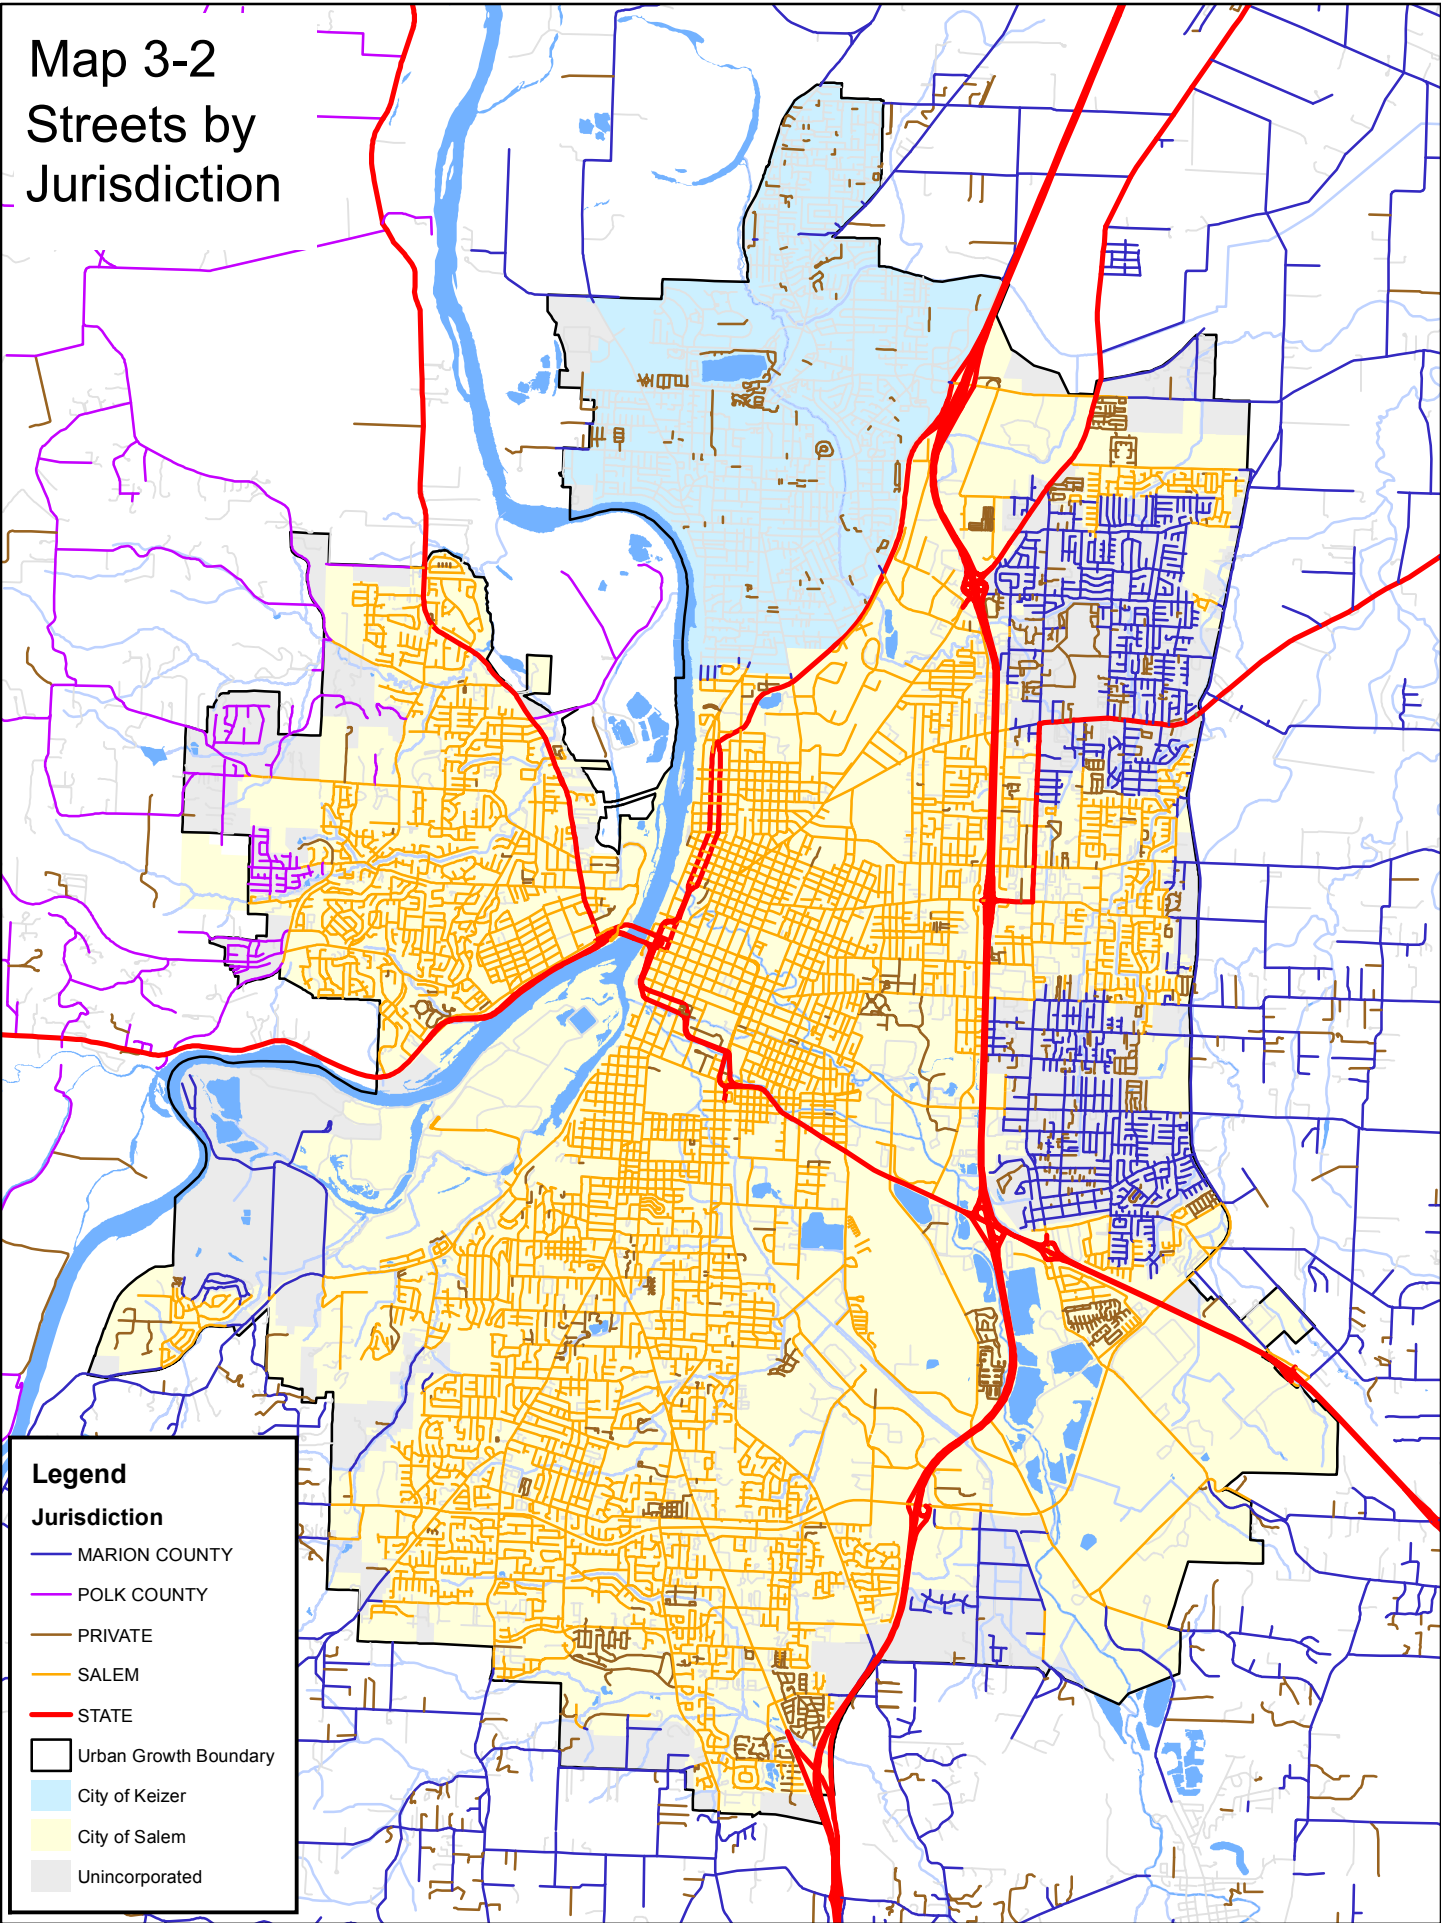 Map 3-2
Streets by
Jurisdiction
Legend
Jurisdiction
MARION COUNTY
POLK COUNTY
PRIVATE
SALEM
STATE
Urban Growth Boundary
City of Keizer
City of Salem
Unincorporated